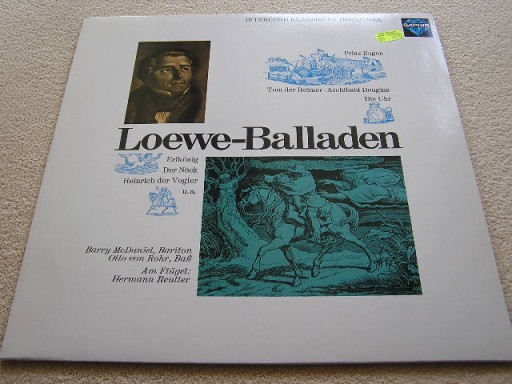 INTERCORD KLASSISCHE DISKOTHEK
SAPHIR
Prinz Eugen
Tom der Reimer · Archibald Douglas
Die Uhr
Loewe-Balladen
Erlkönig
Der Nöck
Heinrich der Vogler
u. a.
Barry McDaniel, Bariton
Otto von Rohr, Baß
Am Flügel:
Hermann Reutter